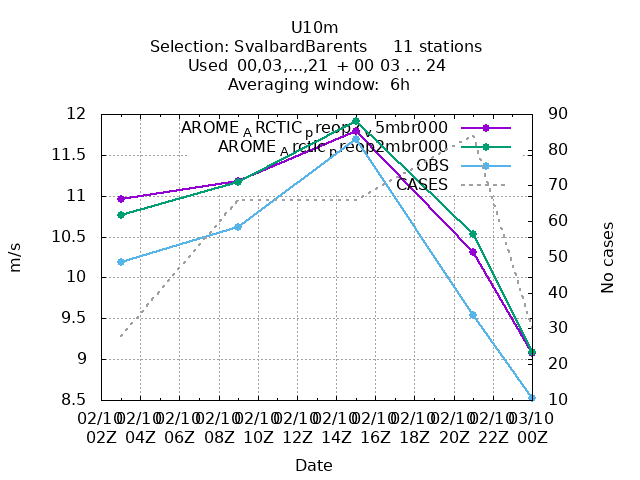 U10m
Selection: SvalbardBarents 11 stations
Used 00,03,...,21 + 00 03 ... 24
Averaging window: 6h
12
11.5
11
10.5
10
9.5
9
8.5
90
80
70
60
50
40
30
20
10
m/s
No cases
AROME_ARCTIC_preop2_v5mbr000
AROME_Arctic_preop2mbr000
OBS
CASES
02/10 02/10 02/10 02/10 02/10 02/10 02/10 02/10 02/10 02/10 02/10 03/10
02Z 04Z 06Z 08Z 10Z 12Z 14Z 16Z 18Z 20Z 22Z 00Z
Date